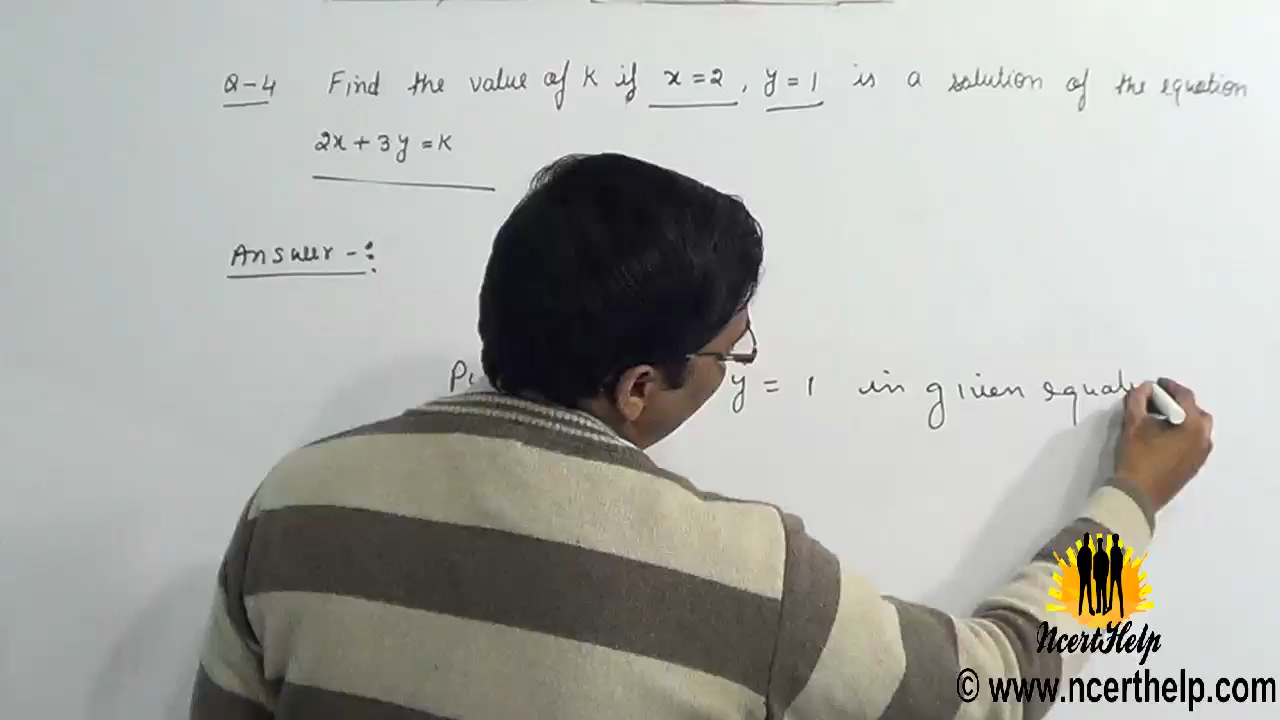 Q-4 Find the value of K if x = 2, y = 1 is a solution of the equation
2x + 3y = K
Answer -:
y = 1 in given equat
NcertHelp
© www.ncerthelp.com